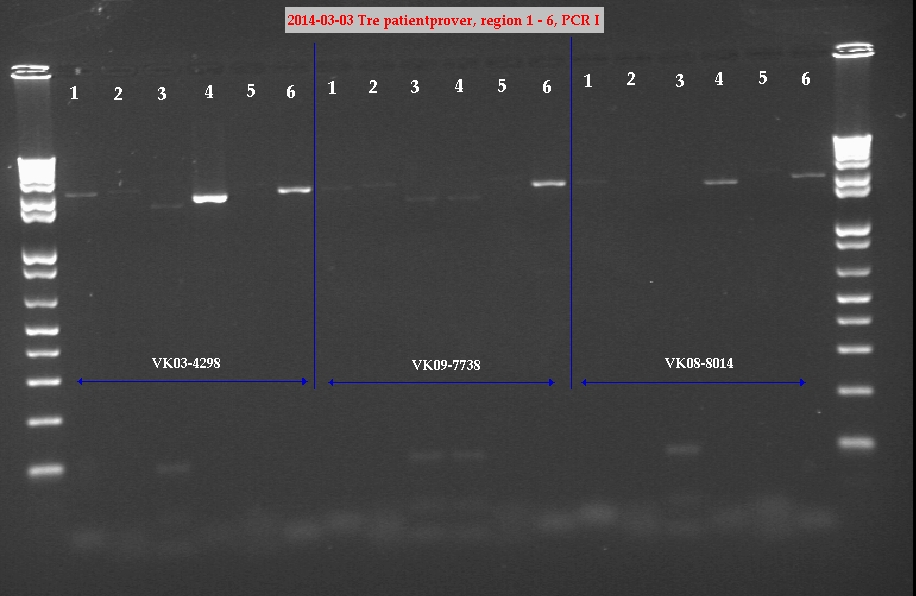 2014-03-03 Tre patientprover, region 1 - 6, PCR I
1 2 3 4 5 6 1 2 3 4 5 6 1 2 3 4 5 6
VK03-4298 VK09-7738 VK08-8014